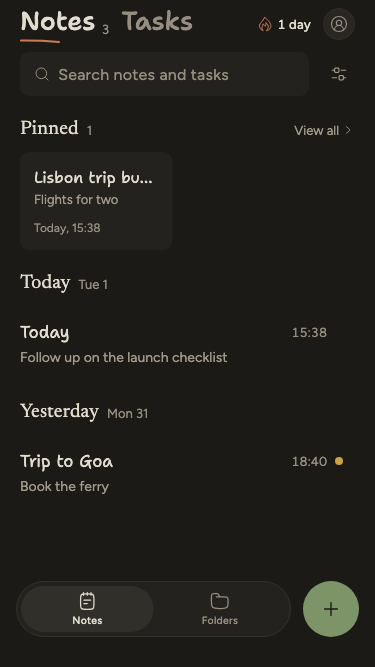 Notes 3 Tasks 1 day
Search notes and tasks
Pinned 1 View all
Lisbon trip bu...
Flights for two
Today, 15:38
Today Tue 1
Today 15:38
Follow up on the launch checklist
Yesterday Mon 31
Trip to Goa 18:40
Book the ferry
Notes Folders